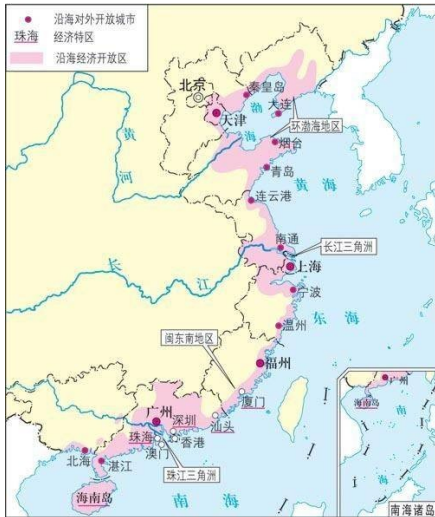 沿海对外开放城市
珠海 经济特区
沿海经济开放区
北京
秦皇岛
天津
渤
海
大连
环渤海地区
烟台
黄
河
青岛
黄 海
连云港
南通
长江三角洲
长
江
上海
宁波
东 海
温州
闽东南地区
福州
厦门
广州
深圳
汕头
珠海
香港
澳门
珠江三角洲
北海
湛江
海南岛
南 海
广州
海南岛
南
海
南海诸岛